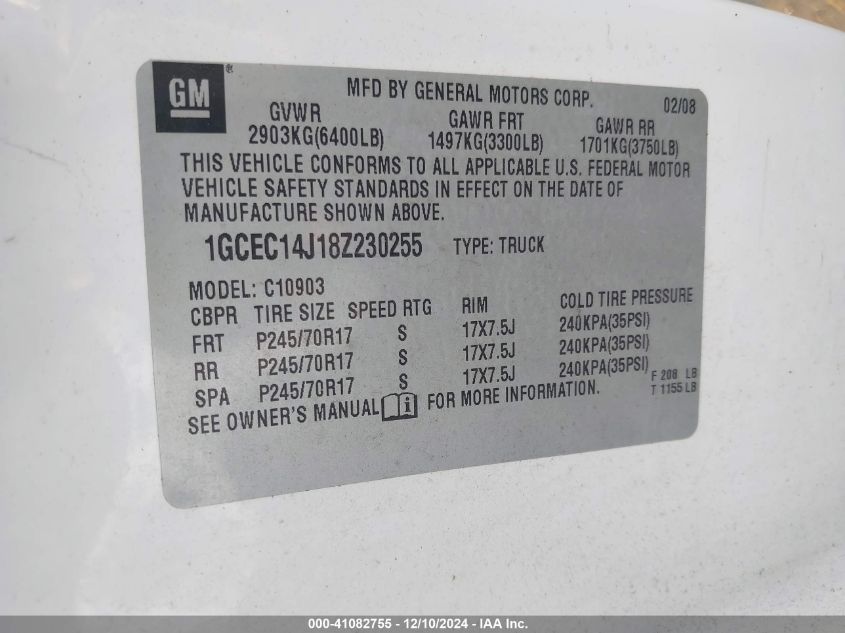 GM®
MFD BY GENERAL MOTORS CORP. 02/08
GVWR GAWR FRT GAWR RR
2903KG(6400LB) 1497KG(3300LB) 1701KG(3750LB)
THIS VEHICLE CONFORMS TO ALL APPLICABLE U.S. FEDERAL MOTOR
VEHICLE SAFETY STANDARDS IN EFFECT ON THE DATE OF
MANUFACTURE SHOWN ABOVE.
1GCEC14J18Z230255 TYPE: TRUCK
MODEL: C10903
CBPR TIRE SIZE SPEED RTG RIM COLD TIRE PRESSURE
FRT P245/70R17 S 17X7.5J 240KPA(35PSI)
RR P245/70R17 S 17X7.5J 240KPA(35PSI)
SPA P245/70R17 S 17X7.5J 240KPA(35PSI)
F 208 LB
T 1155 LB
SEE OWNER'S MANUAL FOR MORE INFORMATION.
000-41082755 - 12/10/2024 - IAA Inc.